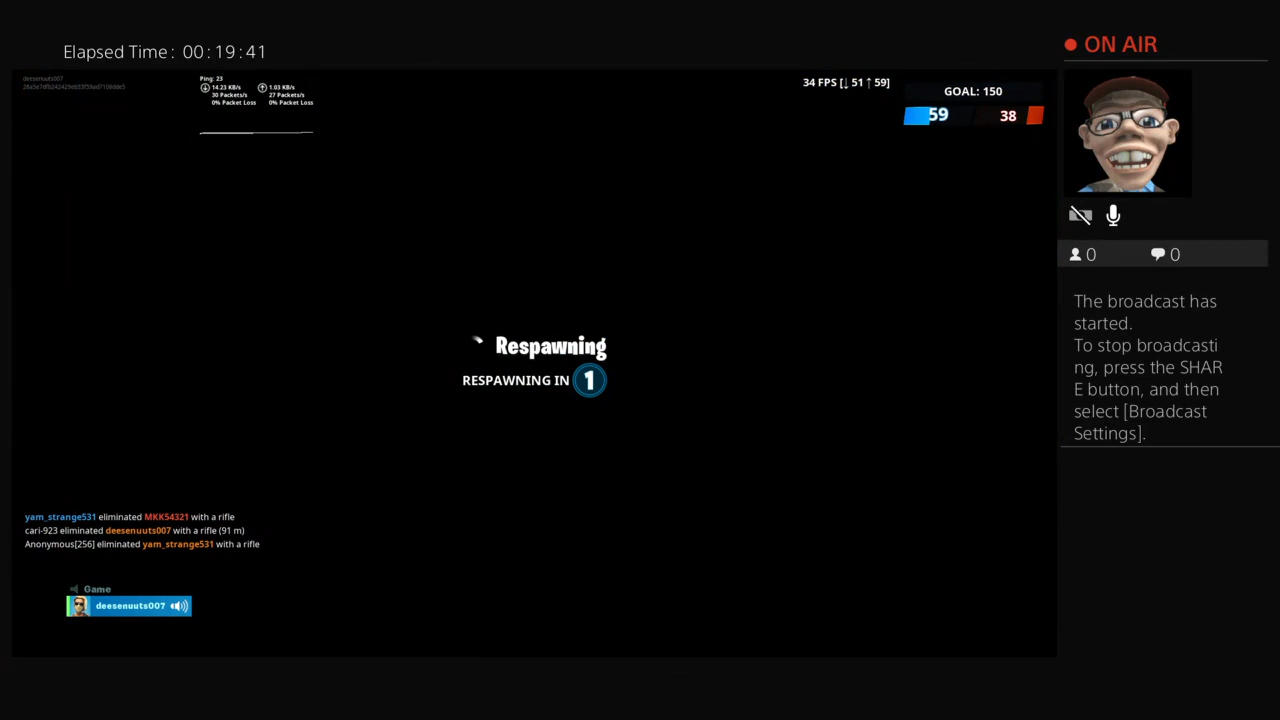 Elapsed Time: 00:19:41
ON AIR
deesenuuts007
Ping: 23
14.23 KB/s 1.03 KB/s
30 Packets/s 27 Packets/s
0% Packet Loss 0% Packet Loss
34 FPS [↓ 51 ↑ 59]
GOAL: 150
59 38
0 0
The broadcast has
started.
To stop broadcasti
ng, press the SHAR
E button, and then
select [Broadcast
Settings].
Respawning
RESPAWNING IN 1
yam_strange531 eliminated MKK54321 with a rifle
cari-923 eliminated deesenuuts007 with a rifle (91 m)
Anonymous[256] eliminated yam_strange531 with a rifle
Game
deesenuuts007